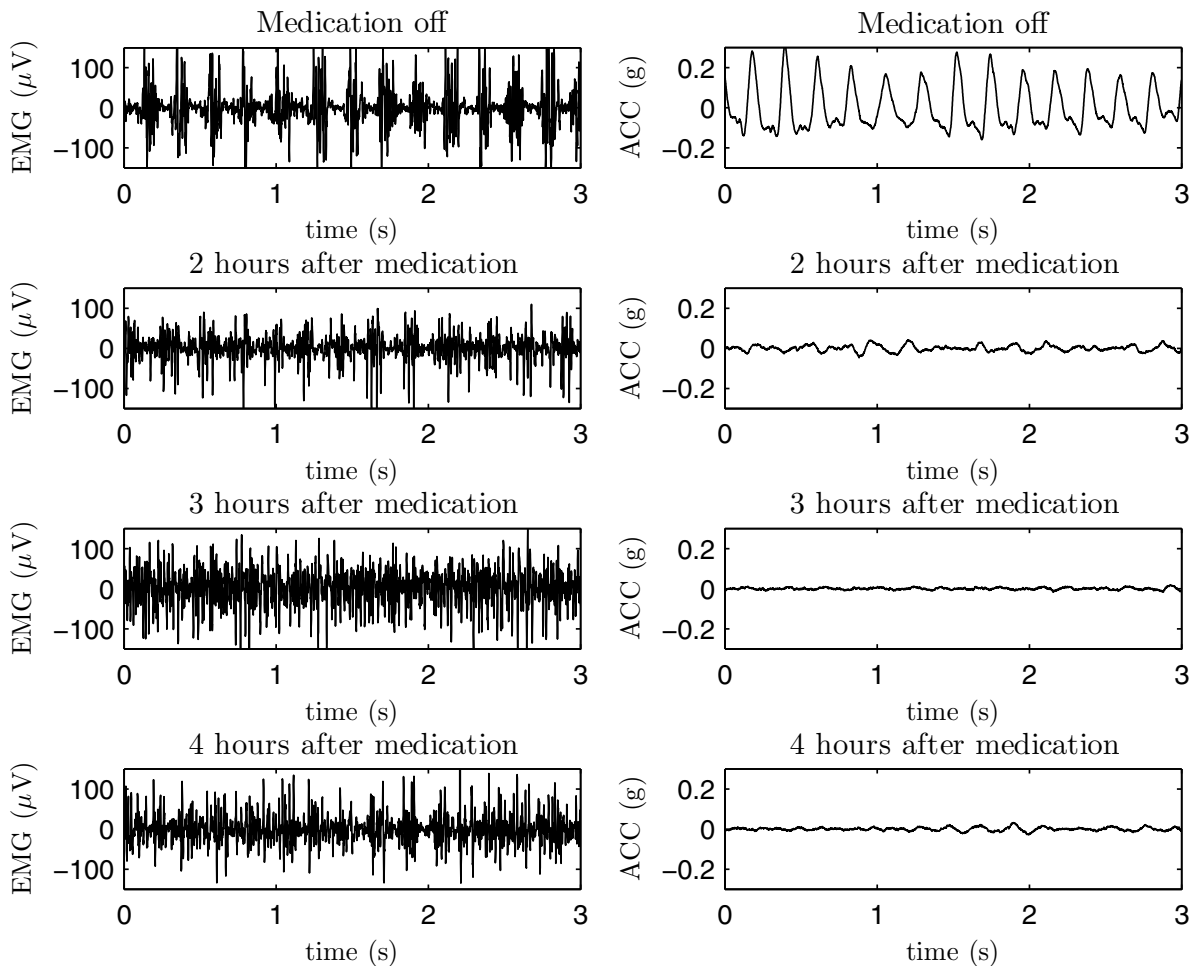 Medication off
EMG (μV)
100
0
−100
0 1 2 3
time (s)
Medication off
ACC (g)
0.2
0
−0.2
0 1 2 3
time (s)
2 hours after medication
EMG (μV)
100
0
−100
0 1 2 3
time (s)
2 hours after medication
ACC (g)
0.2
0
−0.2
0 1 2 3
time (s)
3 hours after medication
EMG (μV)
100
0
−100
0 1 2 3
time (s)
3 hours after medication
ACC (g)
0.2
0
−0.2
0 1 2 3
time (s)
4 hours after medication
EMG (μV)
100
0
−100
0 1 2 3
time (s)
4 hours after medication
ACC (g)
0.2
0
−0.2
0 1 2 3
time (s)